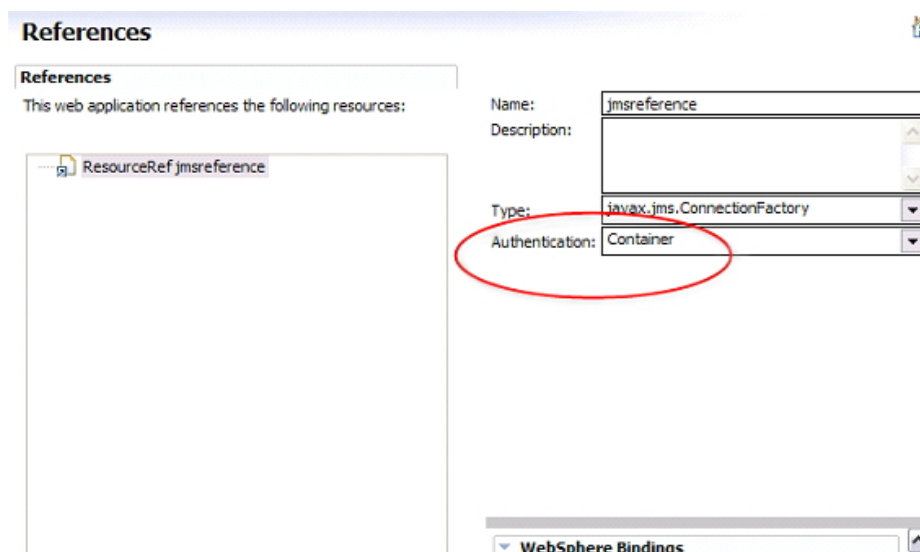 References
References
This web application references the following resources:
ResourceRef jmsreference
Name: jmsreference
Description:
Type: javax.jms.ConnectionFactory
Authentication: Container
WebSphere Bindings